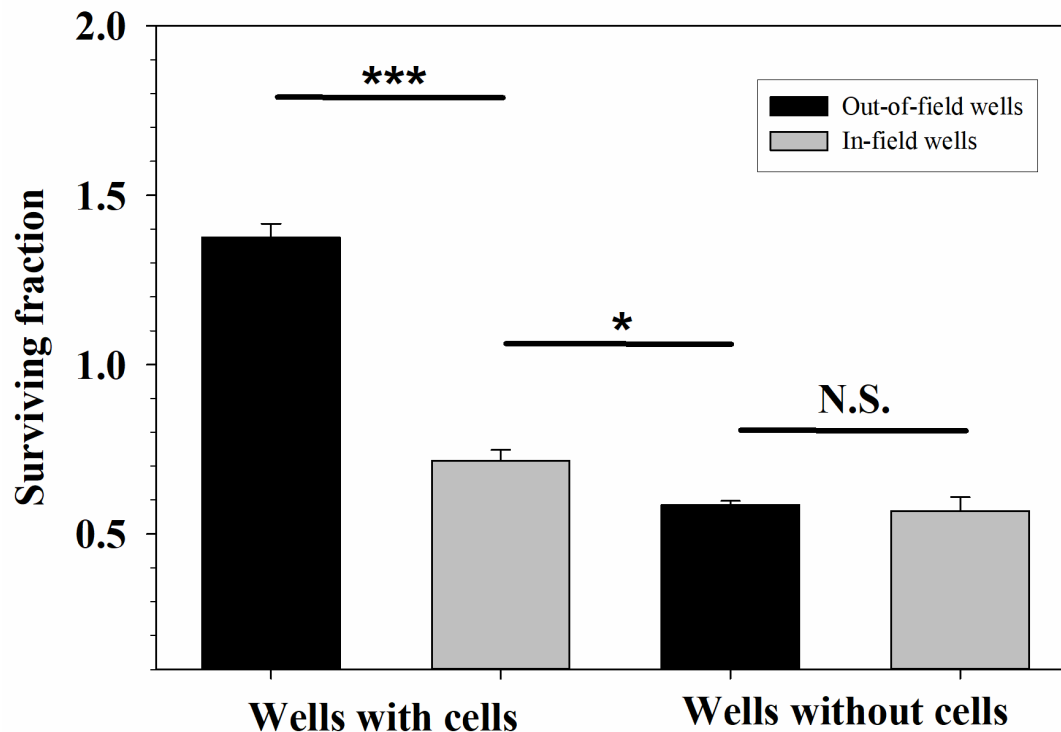 2.0
***
Out-of-field wells
In-field wells
1.5
*
1.0
N.S.
0.5
Surviving fraction
Wells with cells
Wells without cells